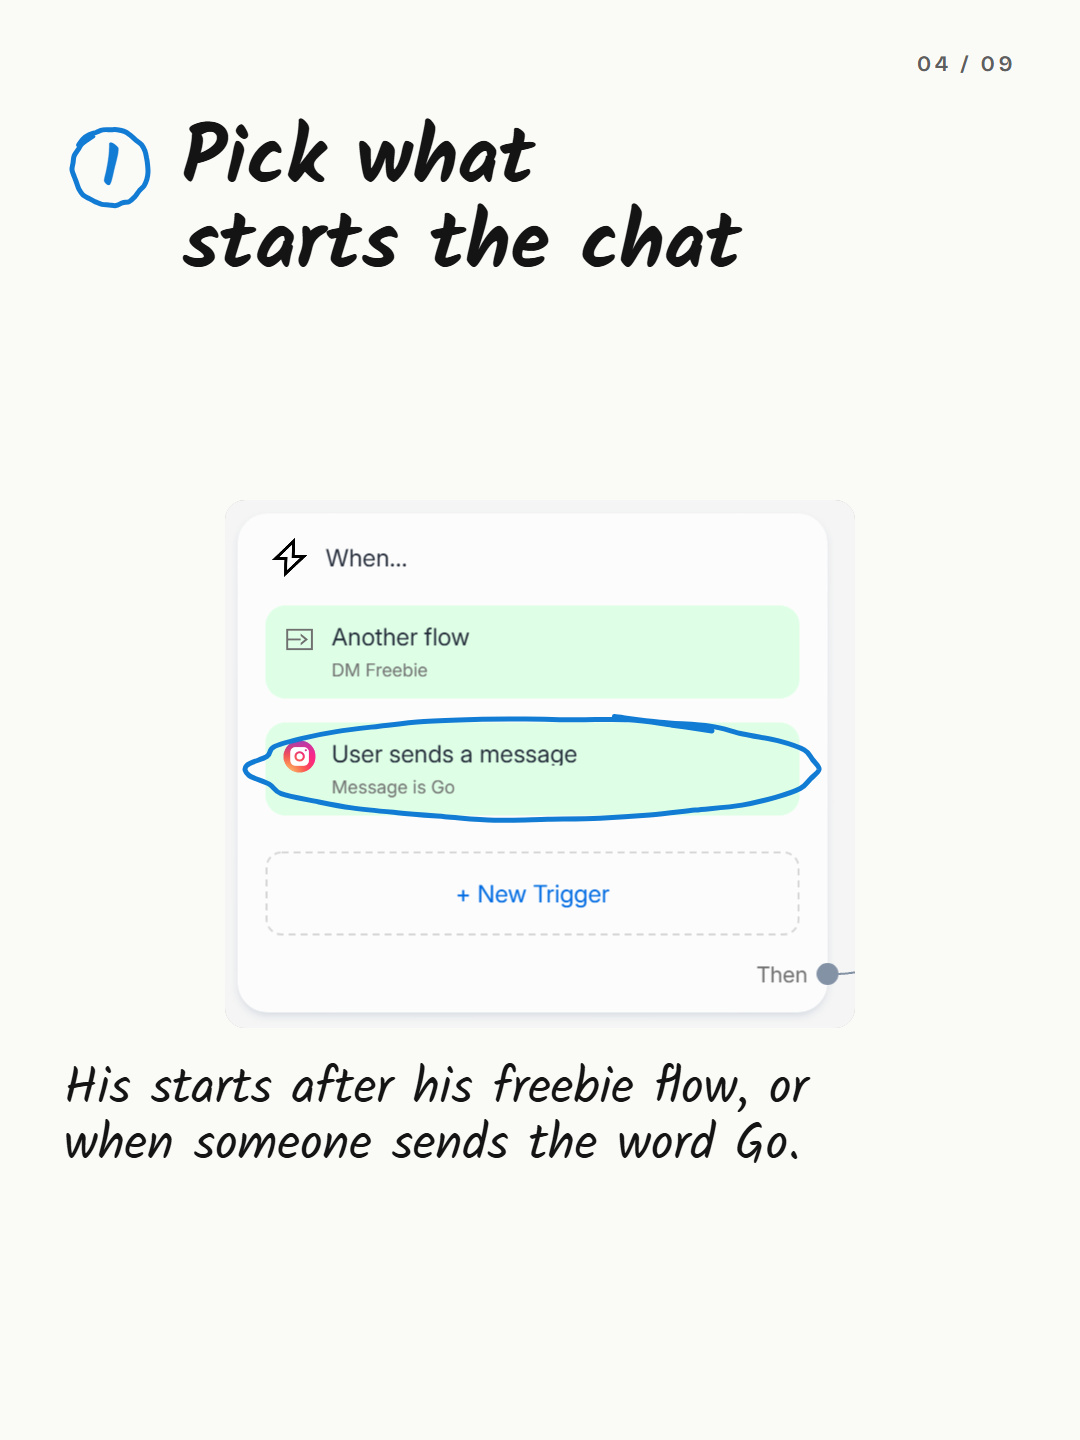 04 / 09
1 Pick what
starts the chat
When...
Another flow
DM Freebie
User sends a message
Message is Go
+ New Trigger
Then
His starts after his freebie flow, or
when someone sends the word Go.